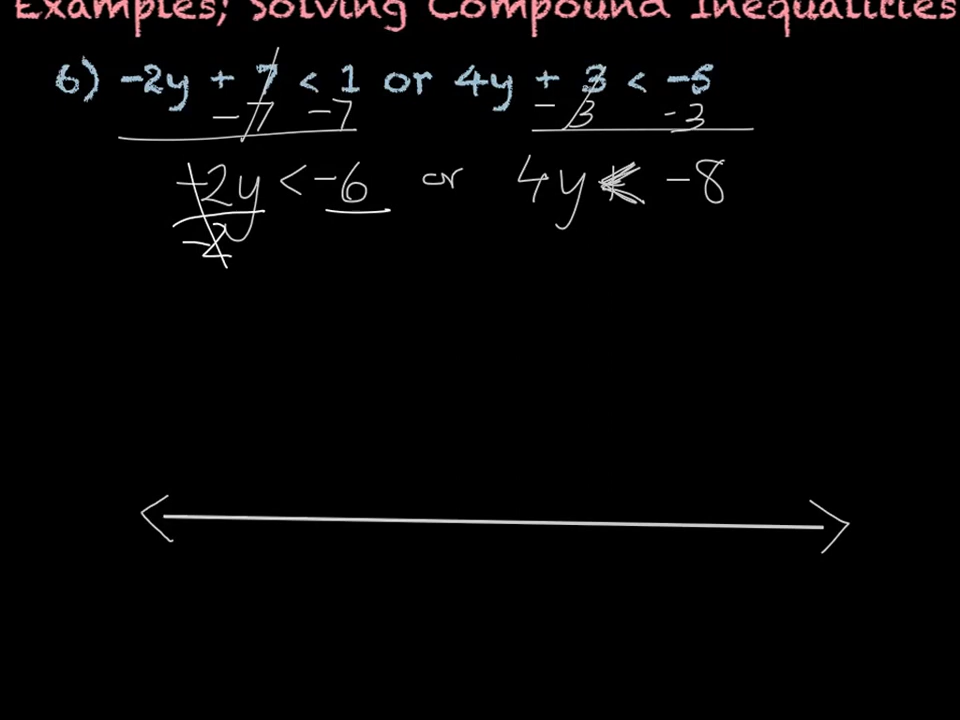 Examples; Solving Compound Inequalities
6) -2y + 7 < 1 or 4y + 3 < -5
-7 -7 - 3 -3
-2y < -6 or 4y < -8
-2